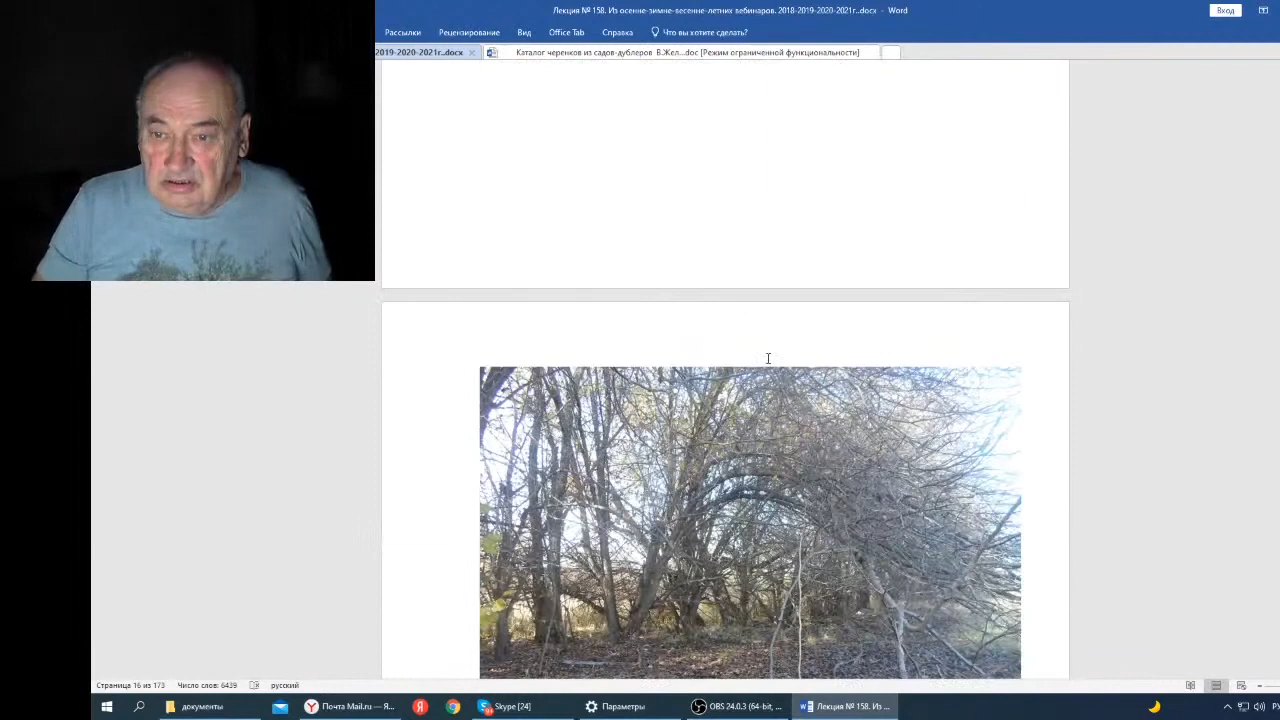 Лекция № 158. Из осенне-зимне-весенне-летних вебинаров. 2018-2019-2020-2021г..docx - Word
Вход
Рассылки Рецензирование Вид Office Tab Справка Что вы хотите сделать?
2019-2020-2021г..docx
Каталог черенков из садов-дублеров В.Жел...doc [Режим ограниченной функциональности]
Страница 16 из 173 Число слов: 6439 русский
документы
Почта Mail.ru — Я...
Skype [24]
Параметры
OBS 24.0.3 (64-bit, ...
Лекция № 158. Из ...